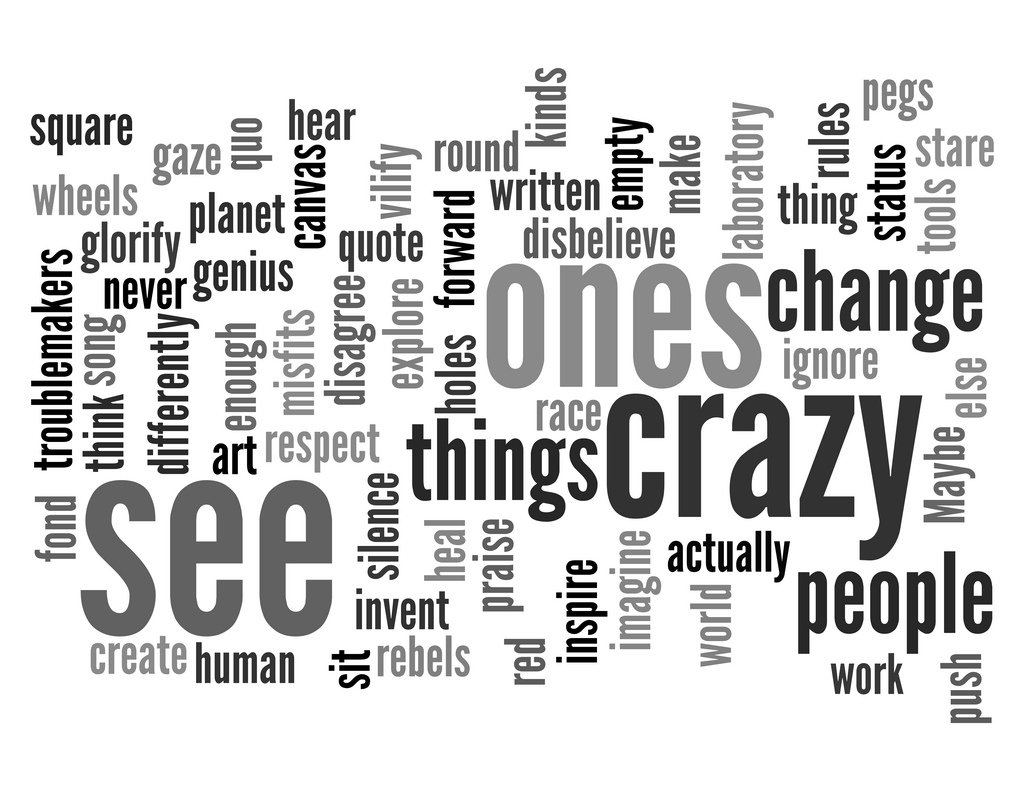 kinds
pegs
square
hear
quo
gaze
canvas
vilify
round
empty
make
laboratory
rules
stare
wheels
planet
written
thing
status
tools
glorify
quote
forward
disbelieve
genius
never
troublemakers
song
think
differently
enough
misfits
disagree
explore
holes
ones
change
ignore
else
race
crazy
art
respect
things
Maybe
fond
see
silence
heal
praise
inspire
imagine
actually
world
people
invent
create
human
sit
rebels
red
work
push